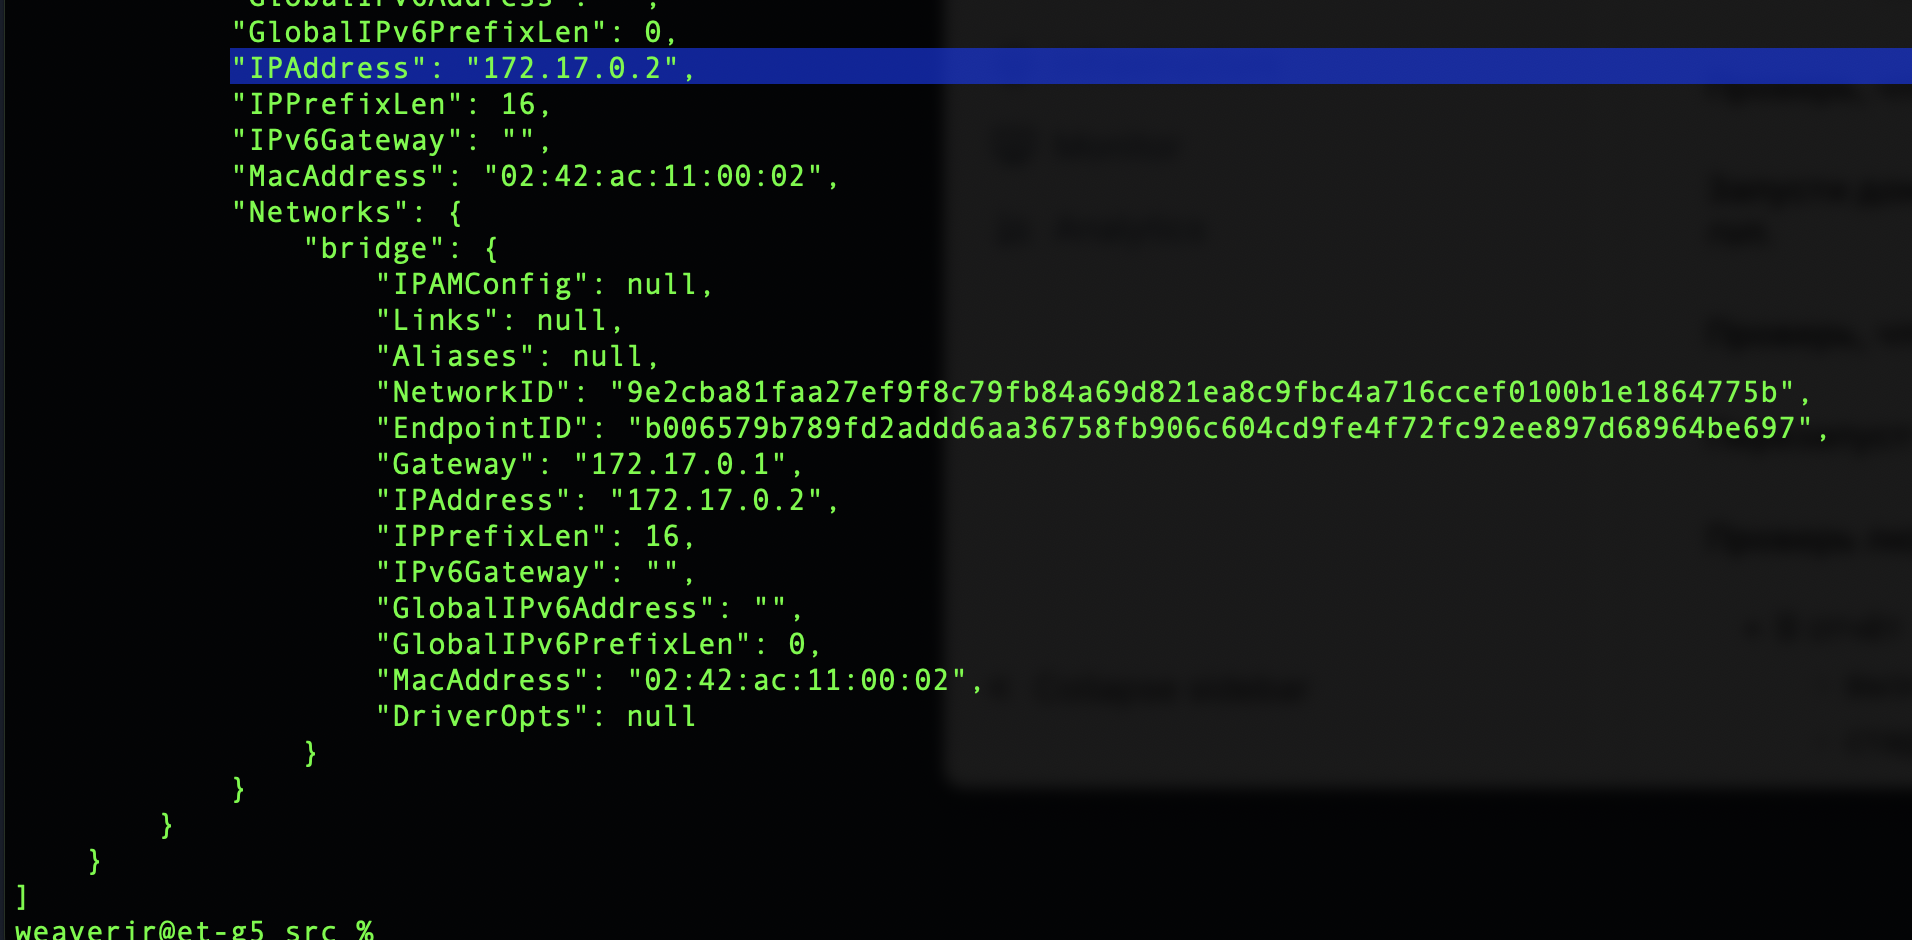 "GlobalIPv6Address": "",
"GlobalIPv6PrefixLen": 0,
"IPAddress": "172.17.0.2",
"IPPrefixLen": 16,
"IPv6Gateway": "",
"MacAddress": "02:42:ac:11:00:02",
"Networks": {
"bridge": {
"IPAMConfig": null,
"Links": null,
"Aliases": null,
"NetworkID": "9e2cba81faa27ef9f8c79fb84a69d821ea8c9fbc4a716ccef0100b1e1864775b",
"EndpointID": "b006579b789fd2addd6aa36758fb906c604cd9fe4f72fc92ee897d68964be697",
"Gateway": "172.17.0.1",
"IPAddress": "172.17.0.2",
"IPPrefixLen": 16,
"IPv6Gateway": "",
"GlobalIPv6Address": "",
"GlobalIPv6PrefixLen": 0,
"MacAddress": "02:42:ac:11:00:02",
"DriverOpts": null
}
}
}
}
]
weaverjr@et-g5 src %